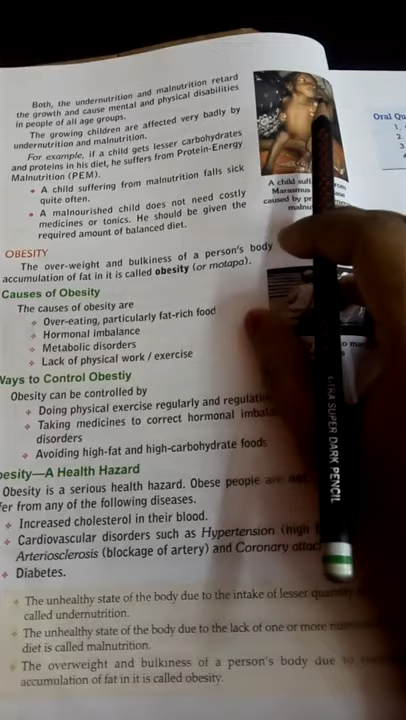 Both, the undernutrition and malnutrition retard
the growth and cause mental and physical disabilities
in people of all age groups.
The growing children are affected very badly by
undernutrition and malnutrition.
For example, if a child gets lesser carbohydrates
and proteins in his diet, he suffers from Protein-Energy
Malnutrition (PEM).
A child suffering from malnutrition falls sick
quite often.
A malnourished child does not need costly
medicines or tonics. He should be given the
required amount of balanced diet.
A child
Marasmus
caused by
OBESITY
The over-weight and bulkiness of a person's body
accumulation of fat in it is called obesity (or motapa).
Causes of Obesity
The causes of obesity are
Over-eating, particularly fat-rich food
Hormonal imbalance
Metabolic disorders
Lack of physical work / exercise
Ways to Control Obestiy
Obesity can be controlled by
Doing physical exercise regularly and
Taking medicines to correct hormonal
disorders
Avoiding high-fat and high-carbohydrate foods
Obesity—A Health Hazard
Obesity is a serious health hazard. Obese people are
from any of the following diseases.
Increased cholesterol in their blood.
Cardiovascular disorders such as Hypertension
Arteriosclerosis (blockage of artery) and Coronary
Diabetes.
The unhealthy state of the body due to the intake of lesser
called undernutrition.
The unhealthy state of the body due to the lack of one or more
diet is called malnutrition.
The overweight and bulkiness of a person's body due to
accumulation of fat in it is called obesity.
Oral
1.
2.
3
EXTRA SUPER DARK PENCIL